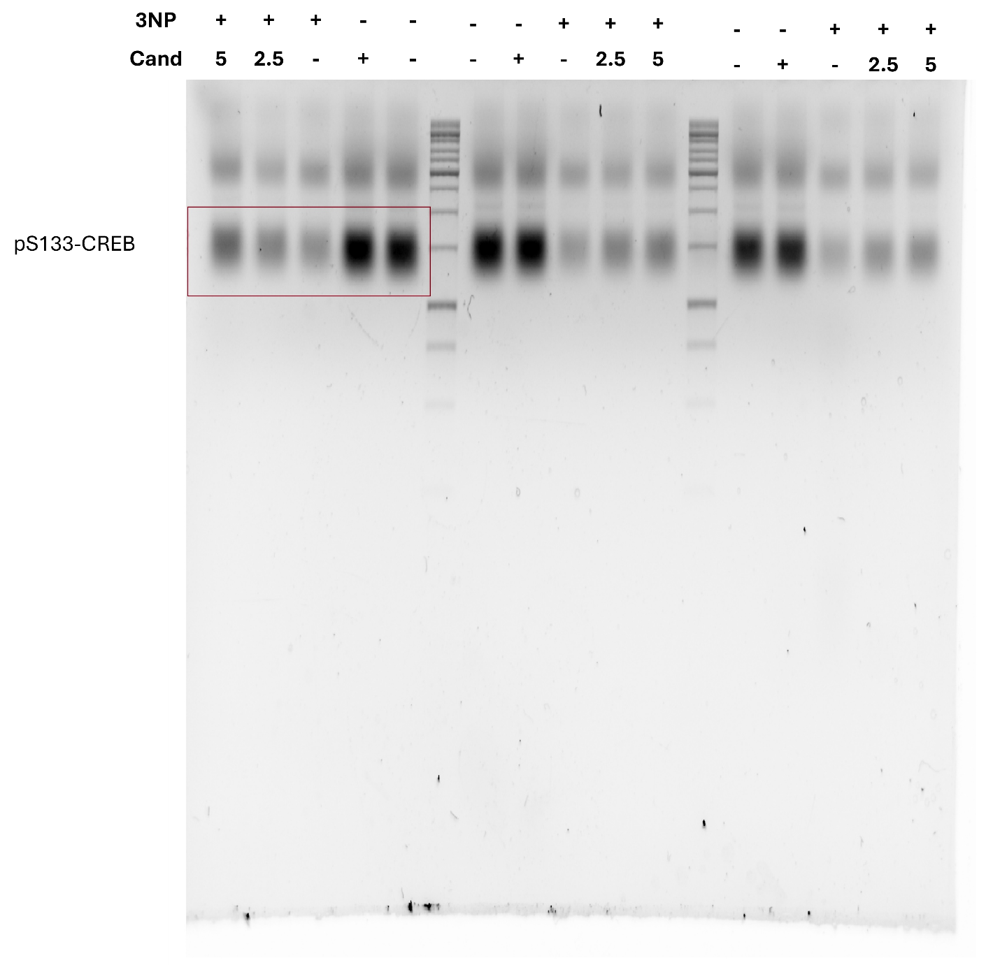 3NP + + + - - - - + + + - - + + +
Cand 5 2.5 - + - - + - 2.5 5 - + - 2.5 5
pS133-CREB